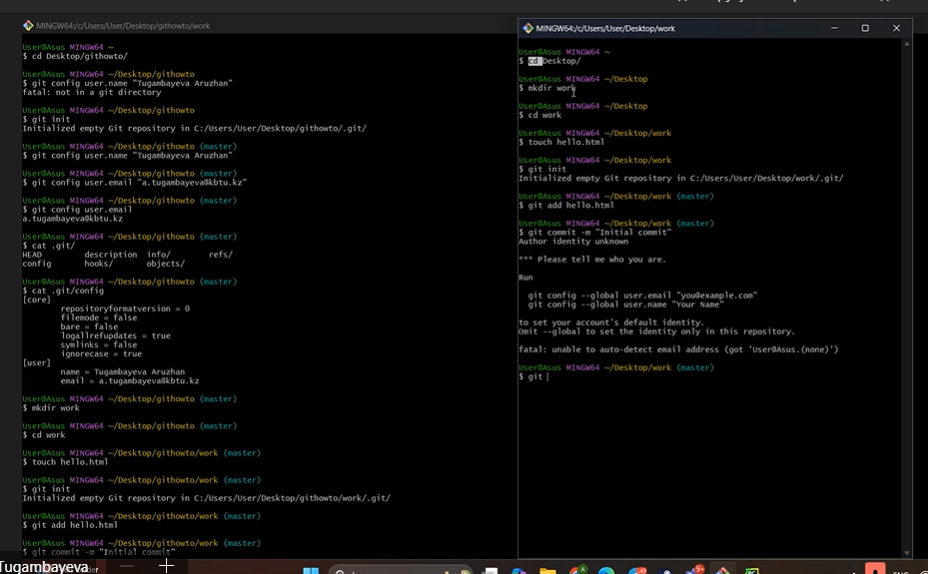 MINGW64:/c/Users/User/Desktop/githowto/work
User@Asus MINGW64 ~
$ cd Desktop/githowto/
User@Asus MINGW64 ~/Desktop/githowto
$ git config user.name "Tugambayeva Aruzhan"
fatal: not in a git directory
User@Asus MINGW64 ~/Desktop/githowto
$ git init
Initialized empty Git repository in C:/Users/User/Desktop/githowto/.git/
User@Asus MINGW64 ~/Desktop/githowto (master)
$ git config user.name "Tugambayeva Aruzhan"
User@Asus MINGW64 ~/Desktop/githowto (master)
$ git config user.email "a.tugambayeva@kbtu.kz"
User@Asus MINGW64 ~/Desktop/githowto (master)
$ git config user.email
a.tugambayeva@kbtu.kz
User@Asus MINGW64 ~/Desktop/githowto (master)
$ cat .git/
HEAD description info/ refs/
config hooks/ objects/
User@Asus MINGW64 ~/Desktop/githowto (master)
$ cat .git/config
[core]
repositoryformatversion = 0
filemode = false
bare = false
logallrefupdates = true
symlinks = false
ignorecase = true
[user]
name = Tugambayeva Aruzhan
email = a.tugambayeva@kbtu.kz
User@Asus MINGW64 ~/Desktop/githowto (master)
$ mkdir work
User@Asus MINGW64 ~/Desktop/githowto (master)
$ cd work
User@Asus MINGW64 ~/Desktop/githowto/work (master)
$ touch hello.html
User@Asus MINGW64 ~/Desktop/githowto/work (master)
$ git init
Initialized empty Git repository in C:/Users/User/Desktop/githowto/work/.git/
User@Asus MINGW64 ~/Desktop/githowto/work (master)
$ git add hello.html
User@Asus MINGW64 ~/Desktop/githowto/work (master)
$ git commit -m "Initial commit"
Tugambayeva
MINGW64:/c/Users/User/Desktop/work
User@Asus MINGW64 ~
$ cd Desktop/
User@Asus MINGW64 ~/Desktop
$ mkdir work
User@Asus MINGW64 ~/Desktop
$ cd work
User@Asus MINGW64 ~/Desktop/work
$ touch hello.html
User@Asus MINGW64 ~/Desktop/work
$ git init
Initialized empty Git repository in C:/Users/User/Desktop/work/.git/
User@Asus MINGW64 ~/Desktop/work (master)
$ git add hello.html
User@Asus MINGW64 ~/Desktop/work (master)
$ git commit -m "Initial commit"
Author identity unknown
*** Please tell me who you are.
Run
git config --global user.email "you@example.com"
git config --global user.name "Your Name"
to set your account's default identity.
Omit --global to set the identity only in this repository.
fatal: unable to auto-detect email address (got 'User@Asus.(none)')
User@Asus MINGW64 ~/Desktop/work (master)
$ git